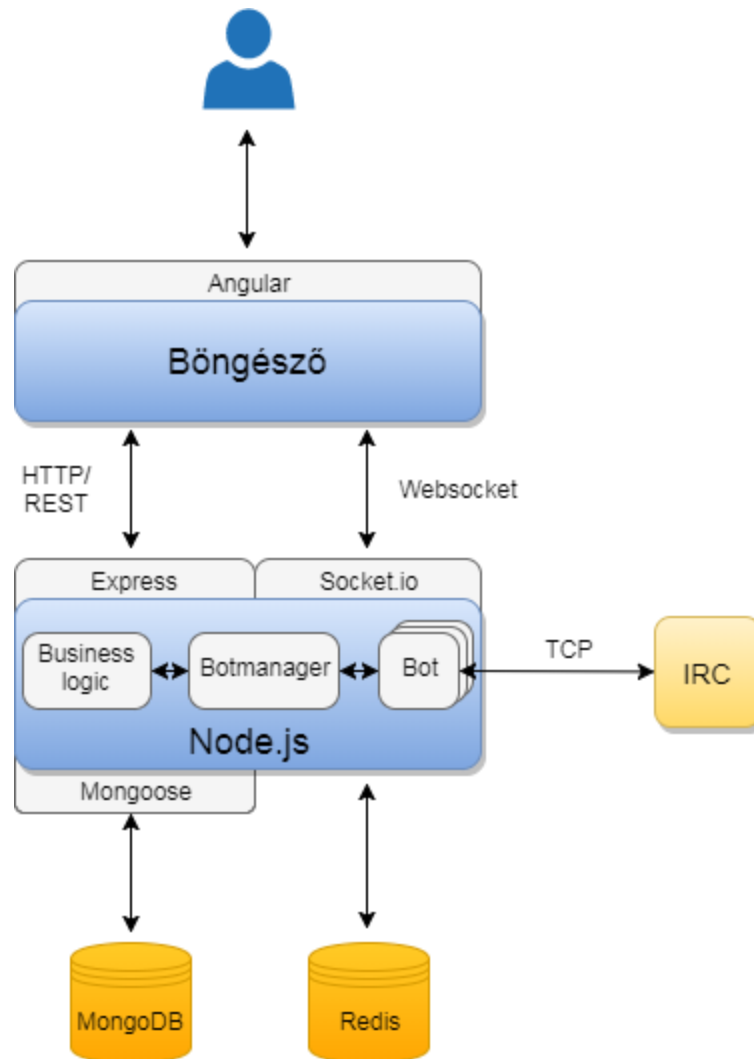 Angular
Böngésző
HTTP/
REST
Websocket
Express
Socket.io
Business
logic
Botmanager
Bot
TCP
IRC
Node.js
Mongoose
MongoDB
Redis